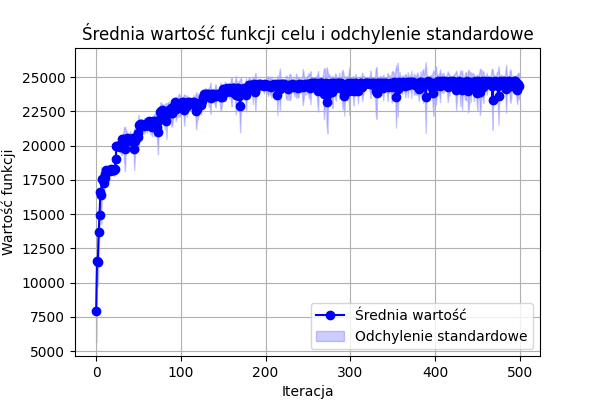 Średnia wartość funkcji celu i odchylenie standardowe
Wartość funkcji
25000
22500
20000
17500
15000
12500
10000
7500
5000
0 100 200 300 400 500
Iteracja
Średnia wartość
Odchylenie standardowe